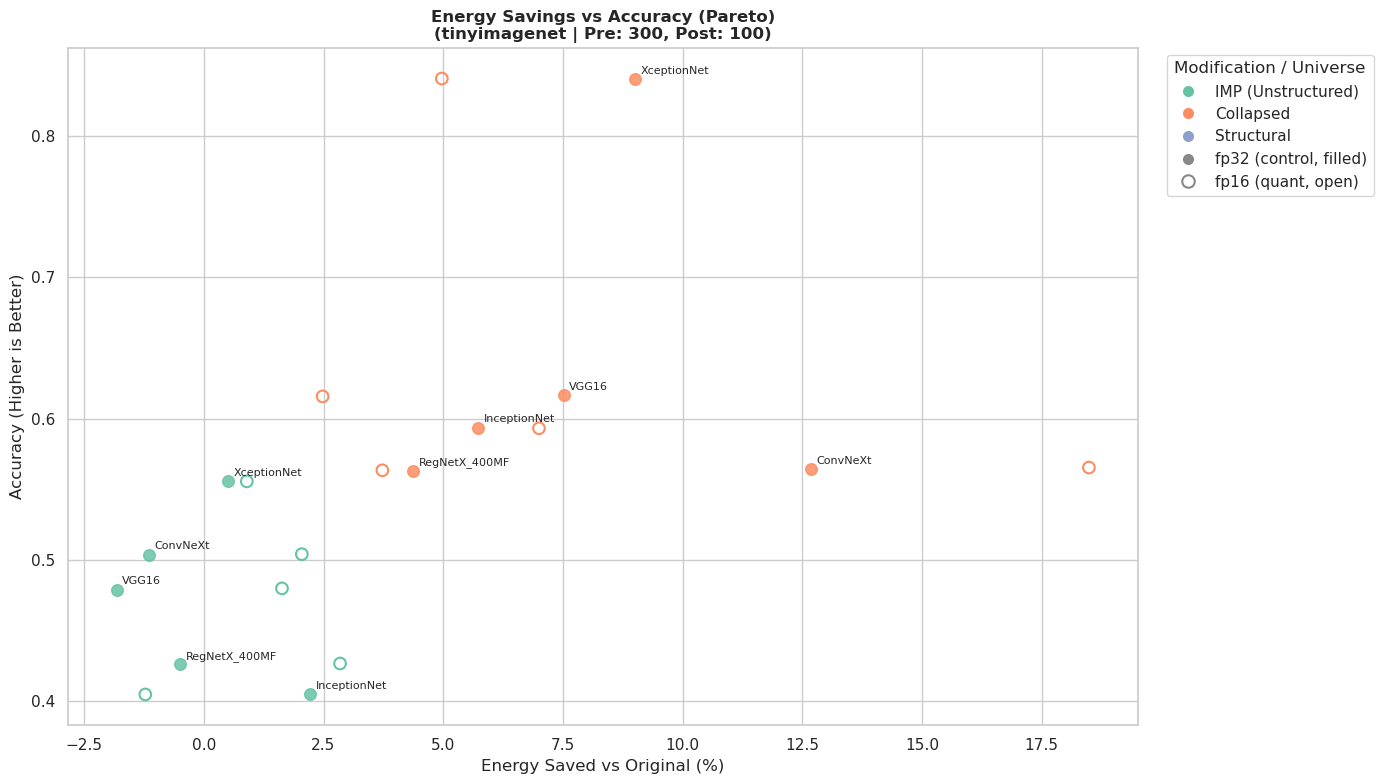 Energy Savings vs Accuracy (Pareto)
(tinyimagenet | Pre: 300, Post: 100)
Accuracy (Higher is Better)
0.8
0.7
0.6
0.5
0.4
XceptionNet
VGG16
InceptionNet
RegNetX_400MF
ConvNeXt
XceptionNet
ConvNeXt
VGG16
RegNetX_400MF
InceptionNet
−2.5 0.0 2.5 5.0 7.5 10.0 12.5 15.0 17.5
Energy Saved vs Original (%)
Modification / Universe
IMP (Unstructured)
Collapsed
Structural
fp32 (control, filled)
fp16 (quant, open)